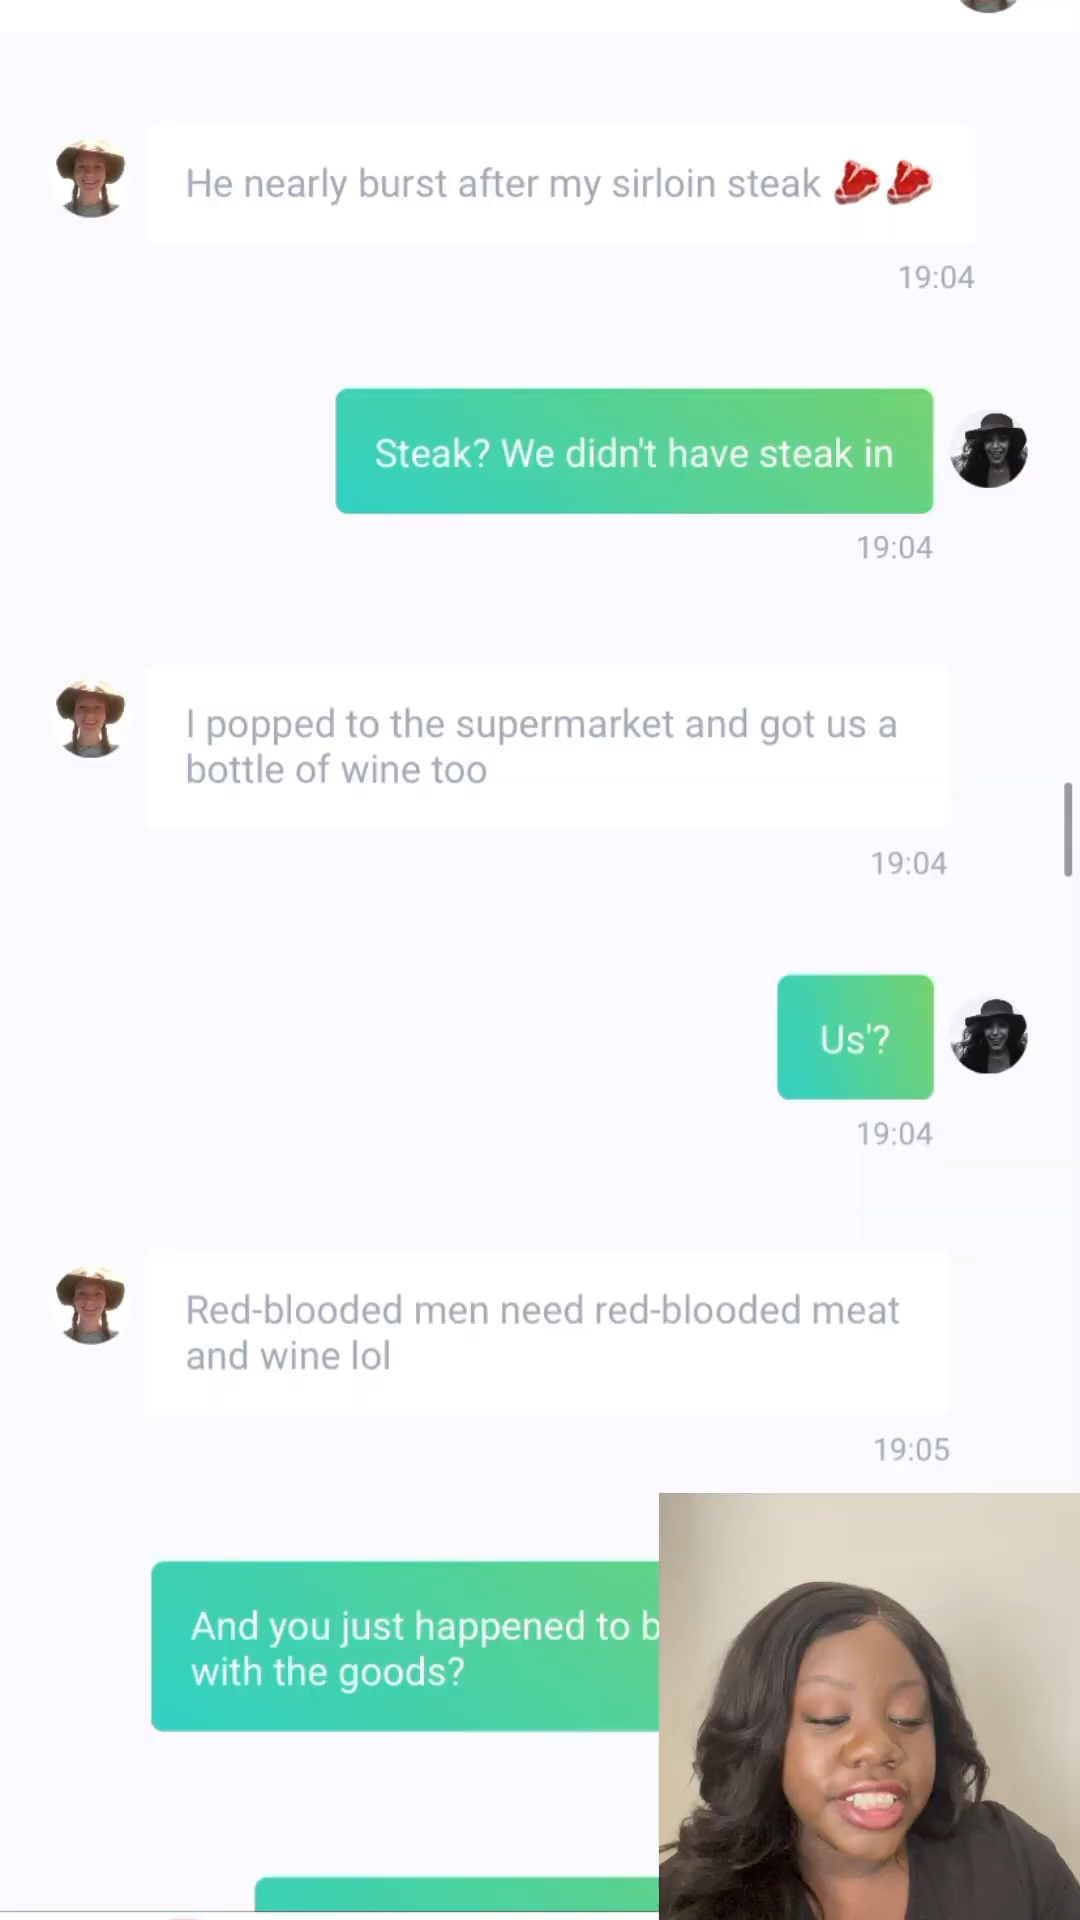 He nearly burst after my sirloin steak 🥩🥩
19:04
Steak? We didn't have steak in
19:04
I popped to the supermarket and got us a
bottle of wine too
19:04
Us'?
19:04
Red-blooded men need red-blooded meat
and wine lol
19:05
And you just happened to
with the goods?